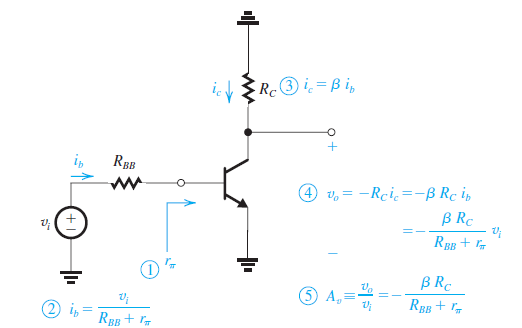 i_c R_C ③ i_c = β i_b
+
i_b R_BB
④ v_o = −R_C i_c = −β R_C i_b
= − β R_C / (R_BB + r_π) v_i
v_i + −
① r_π
−
② i_b = v_i / (R_BB + r_π)
⑤ A_v ≡ v_o / v_i = − β R_C / (R_BB + r_π)